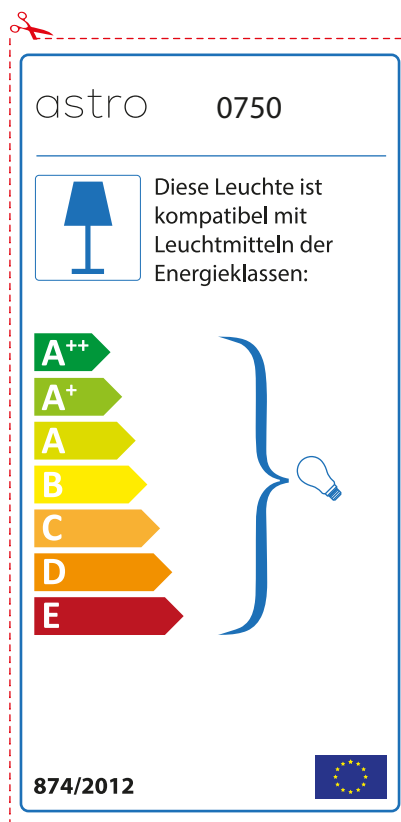 astro 0750
Diese Leuchte ist
kompatibel mit
Leuchtmitteln der
Energieklassen:
A++
A+
A
B
C
D
E
874/2012